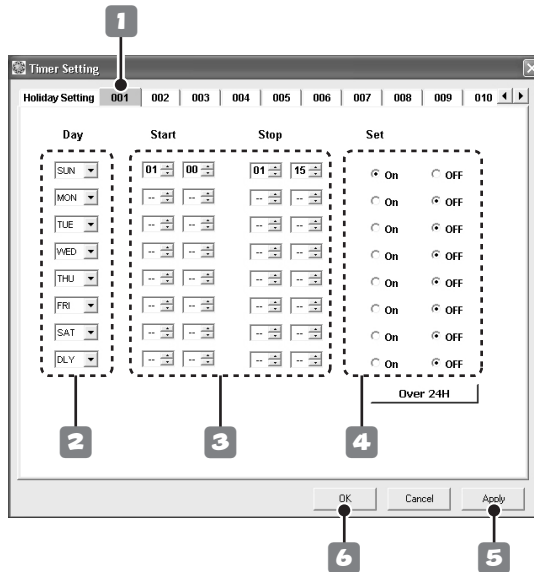 1
Timer Setting
Holiday Setting 001 002 003 004 005 006 007 008 009 010
Day Start Stop Set
SUN 01 00 01 15 On OFF
MON -- -- -- -- On OFF
TUE -- -- -- -- On OFF
WED -- -- -- -- On OFF
THU -- -- -- -- On OFF
FRI -- -- -- -- On OFF
SAT -- -- -- -- On OFF
DLY -- -- -- -- On OFF
Over 24H
2 3 4
OK Cancel Apply
6 5